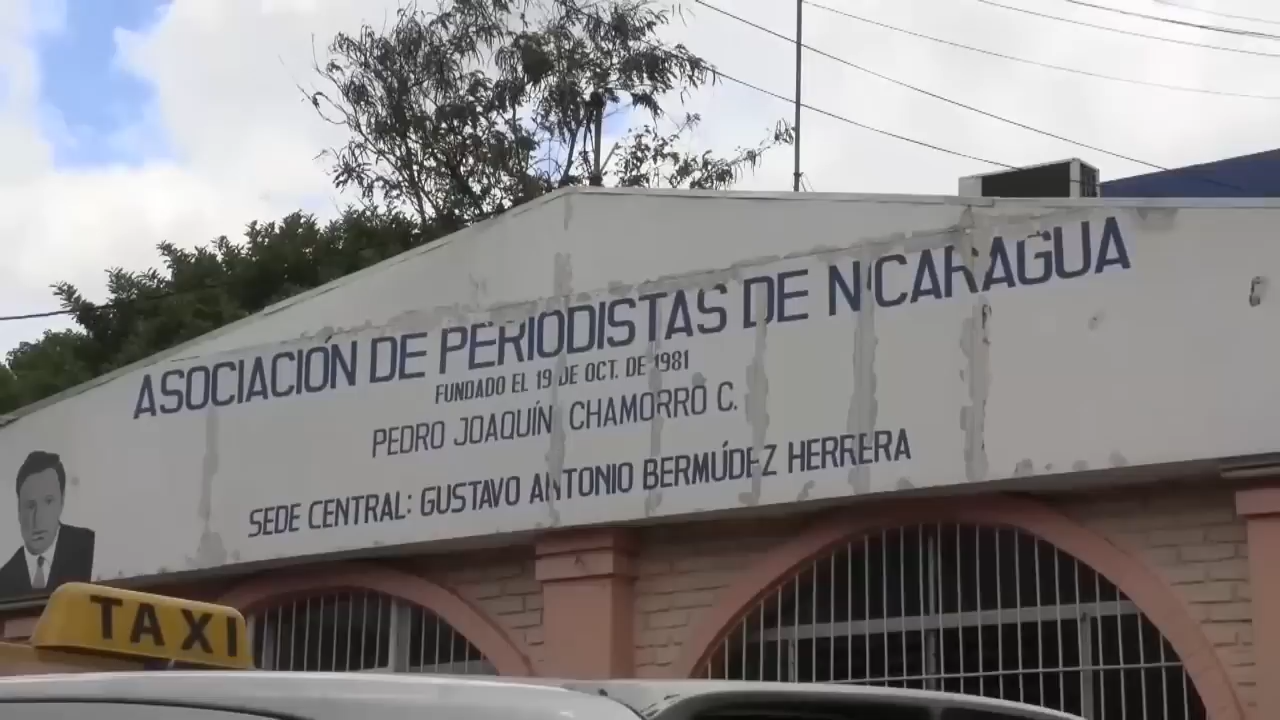 ASOCIACIÓN DE PERIODISTAS DE NICARAGUA
FUNDADO EL 19 DE OCT. DE 1981
PEDRO JOAQUÍN CHAMORRO C.
SEDE CENTRAL: GUSTAVO ANTONIO BERMÚDEZ HERRERA
TAXI